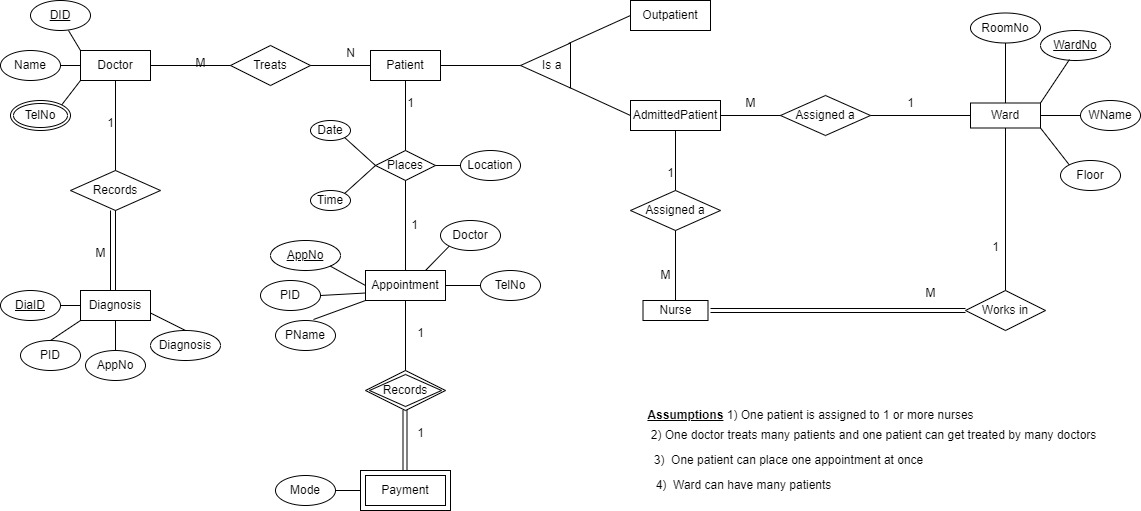 DID
Outpatient
RoomNo
WardNo
Name
Doctor
M
Treats
N
Patient
Is a
TelNo
1
1
AdmittedPatient
M
Assigned a
1
Ward
WName
Date
Places
Location
Time
1
Floor
Records
Assigned a
1
Doctor
M
AppNo
1
PID
Appointment
TelNo
M
M
DiaID
Diagnosis
PName
Nurse
Works in
PID
AppNo
Diagnosis
1
Records
1
Mode
Payment
Assumptions 1) One patient is assigned to 1 or more nurses
2) One doctor treats many patients and one patient can get treated by many doctors
3) One patient can place one appointment at once
4) Ward can have many patients